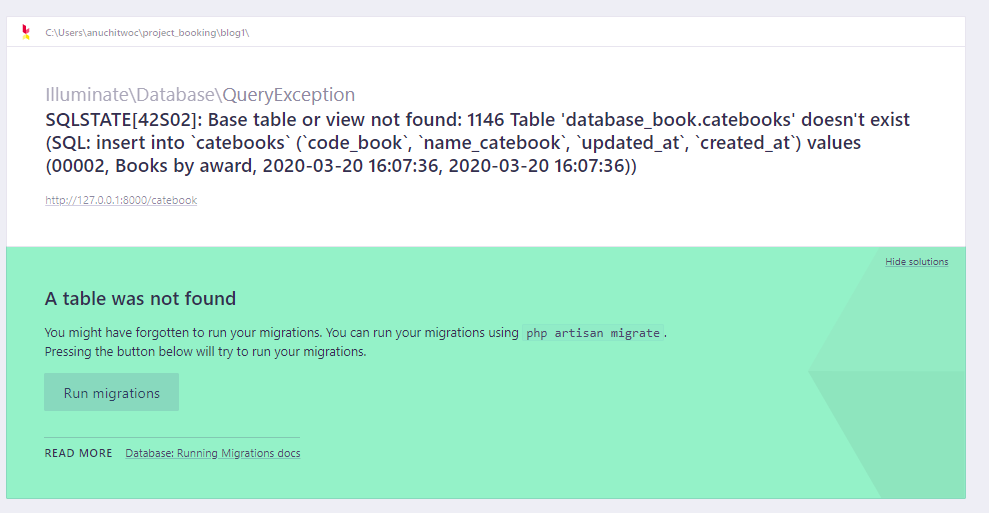 C:\Users\anuchitwoc\project_booking\blog1\
Illuminate\Database\QueryException
SQLSTATE[42S02]: Base table or view not found: 1146 Table 'database_book.catebooks' doesn't exist
(SQL: insert into `catebooks` (`code_book`, `name_catebook`, `updated_at`, `created_at`) values
(00002, Books by award, 2020-03-20 16:07:36, 2020-03-20 16:07:36))
http://127.0.0.1:8000/catebook
Hide solutions
A table was not found
You might have forgotten to run your migrations. You can run your migrations using php artisan migrate.
Pressing the button below will try to run your migrations.
Run migrations
READ MORE Database: Running Migrations docs